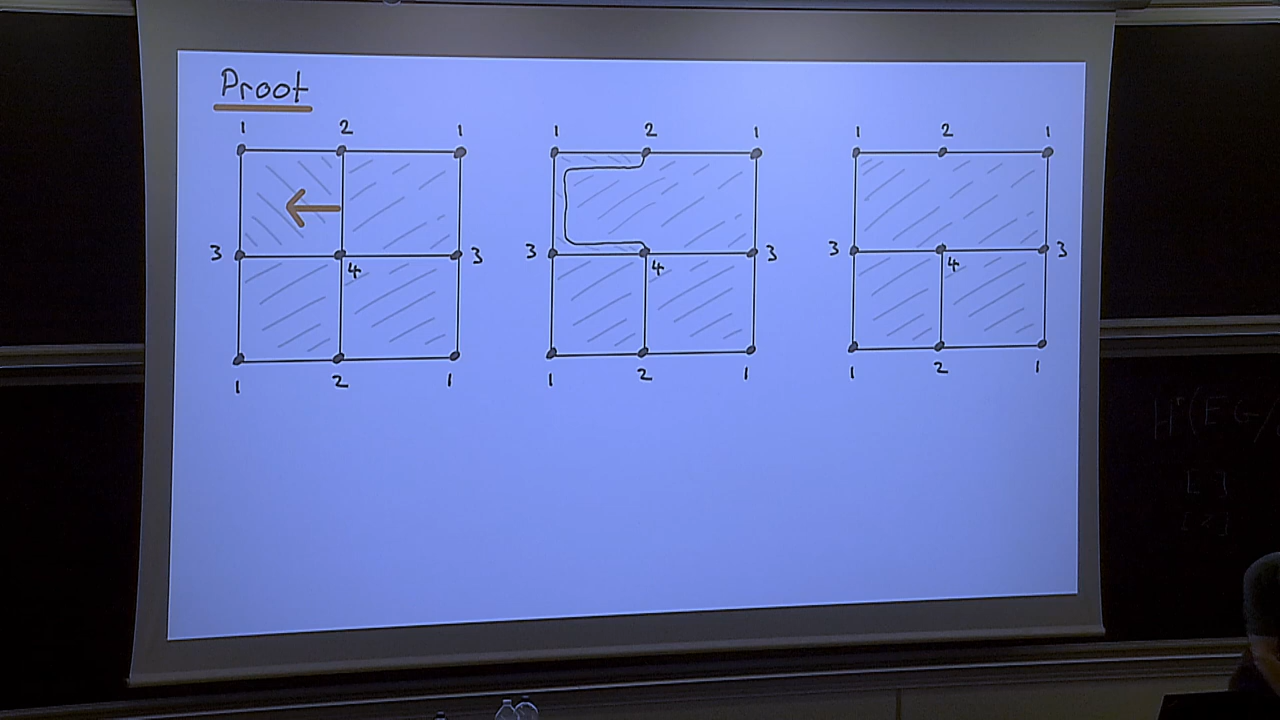 Proof
1 2 1 1 2 1 1 2 1
3 3 3 3 3 3
4 4 4
1 2 1 1 2 1 1 2 1
H*(EG/
[ ]